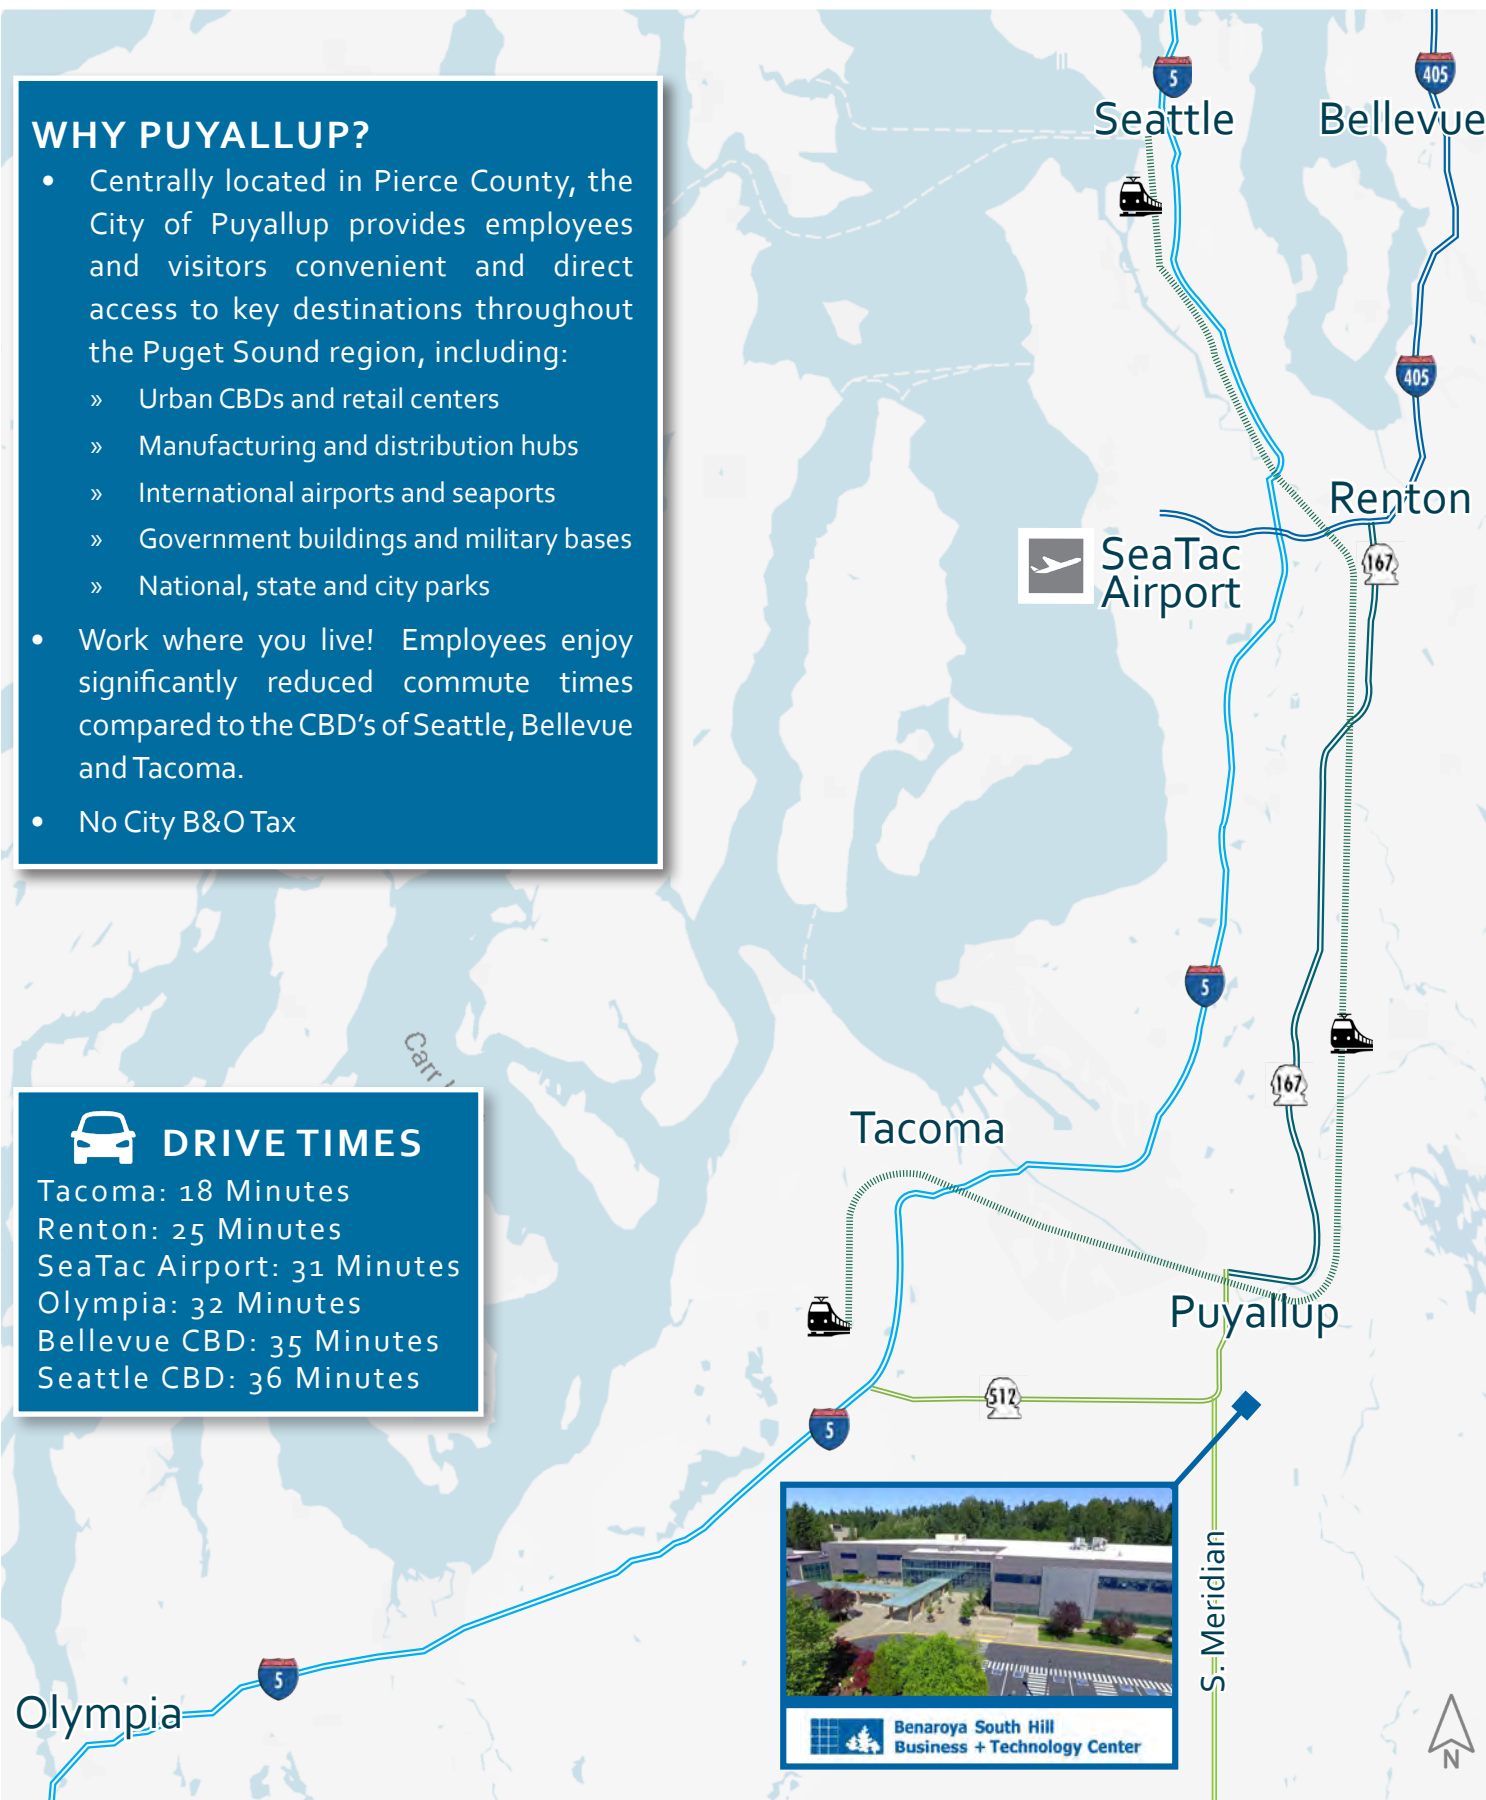 WHY PUYALLUP?
• Centrally located in Pierce County, the
City of Puyallup provides employees
and visitors convenient and direct
access to key destinations throughout
the Puget Sound region, including:
» Urban CBDs and retail centers
» Manufacturing and distribution hubs
» International airports and seaports
» Government buildings and military bases
» National, state and city parks
• Work where you live! Employees enjoy
significantly reduced commute times
compared to the CBD's of Seattle, Bellevue
and Tacoma.
• No City B&O Tax
5
405
Seattle
Bellevue
405
Renton
SeaTac
Airport
167
5
Carr
167
Tacoma
DRIVE TIMES
Tacoma: 18 Minutes
Renton: 25 Minutes
SeaTac Airport: 31 Minutes
Olympia: 32 Minutes
Bellevue CBD: 35 Minutes
Seattle CBD: 36 Minutes
Puyallup
512
5
S. Meridian
5
Olympia
Benaroya South Hill
Business + Technology Center
N